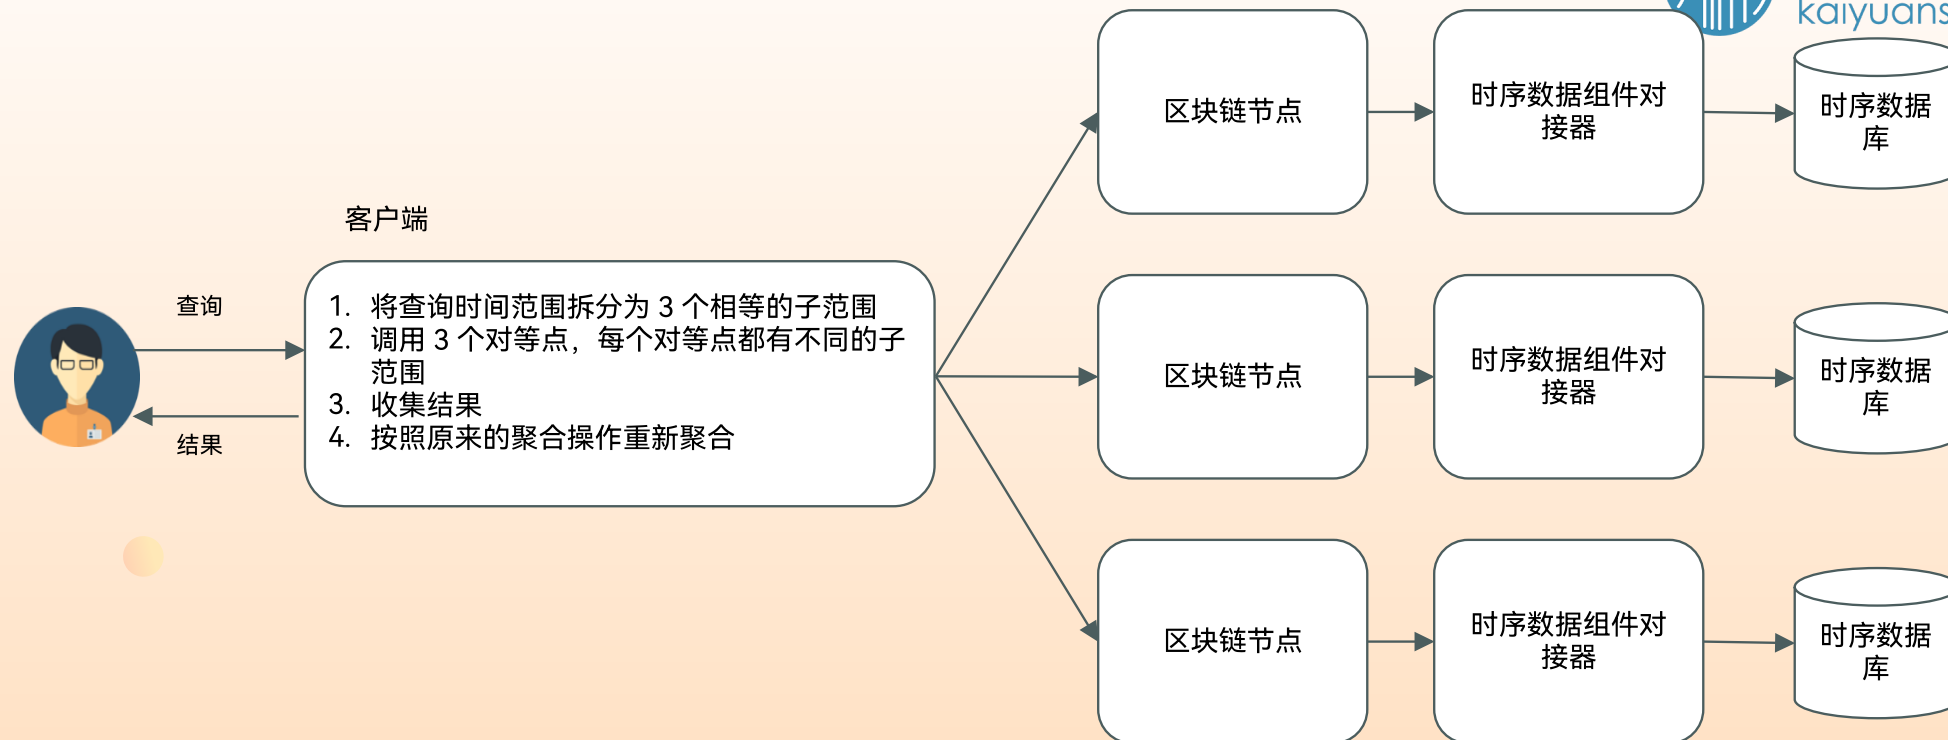 kaiyuans
客户端
查询
结果
1. 将查询时间范围拆分为 3 个相等的子范围
2. 调用 3 个对等点，每个对等点都有不同的子
范围
3. 收集结果
4. 按照原来的聚合操作重新聚合
区块链节点
时序数据组件对
接器
时序数据
库
区块链节点
时序数据组件对
接器
时序数据
库
区块链节点
时序数据组件对
接器
时序数据
库